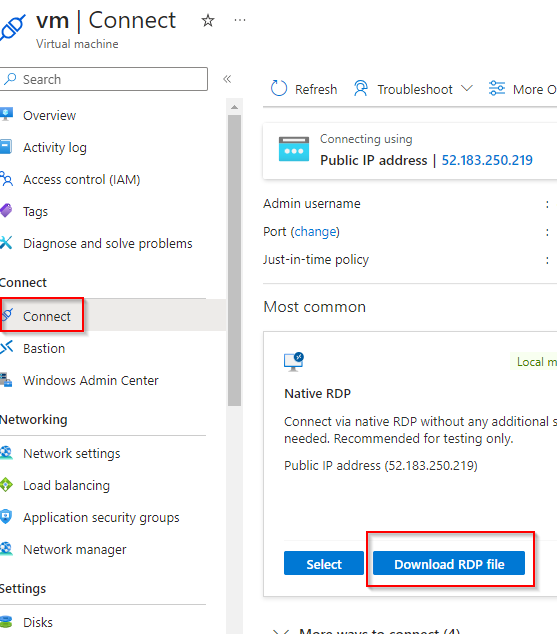 vm | Connect
Virtual machine
Search
Overview
Activity log
Access control (IAM)
Tags
Diagnose and solve problems
Connect
Connect
Bastion
Windows Admin Center
Networking
Network settings
Load balancing
Application security groups
Network manager
Settings
Disks
Refresh
Troubleshoot
More O
Connecting using
Public IP address | 52.183.250.219
Admin username :
Port (change) :
Just-in-time policy :
Most common
Local m
Native RDP
Connect via native RDP without any additional s
needed. Recommended for testing only.
Public IP address (52.183.250.219)
Select
Download RDP file
More ways to connect (4)